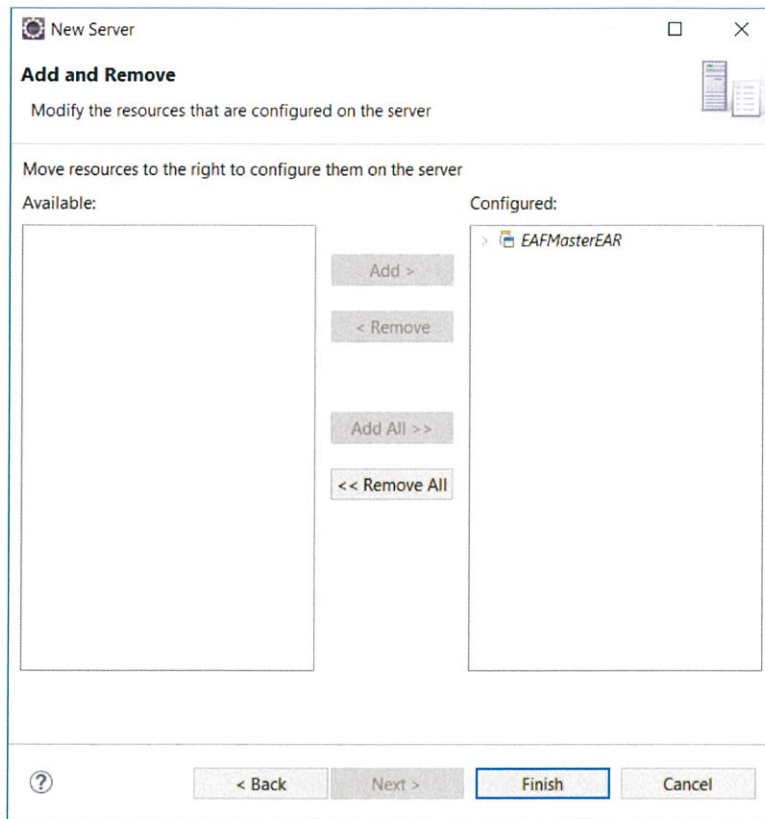 New Server
Add and Remove
Modify the resources that are configured on the server
Move resources to the right to configure them on the server
Available:
Configured:
EAFMasterEAR
Add >
< Remove
Add All >>
<< Remove All
?
< Back
Next >
Finish
Cancel